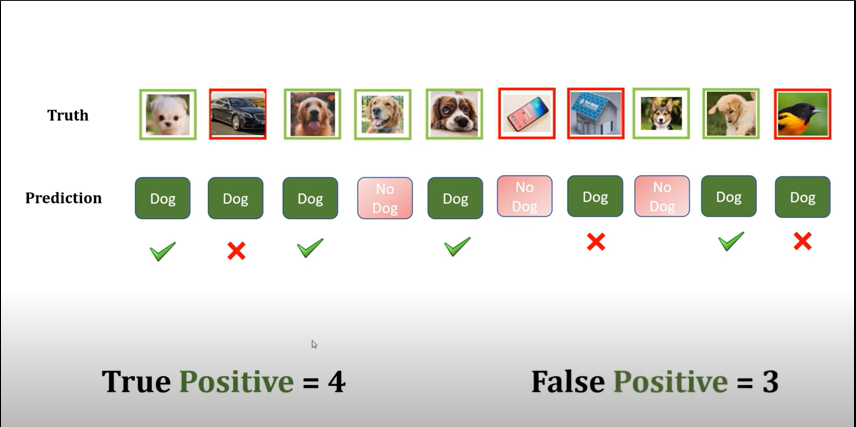 Truth
Prediction
Dog
Dog
Dog
No
Dog
Dog
No
Dog
Dog
No
Dog
Dog
Dog
True Positive = 4
False Positive = 3